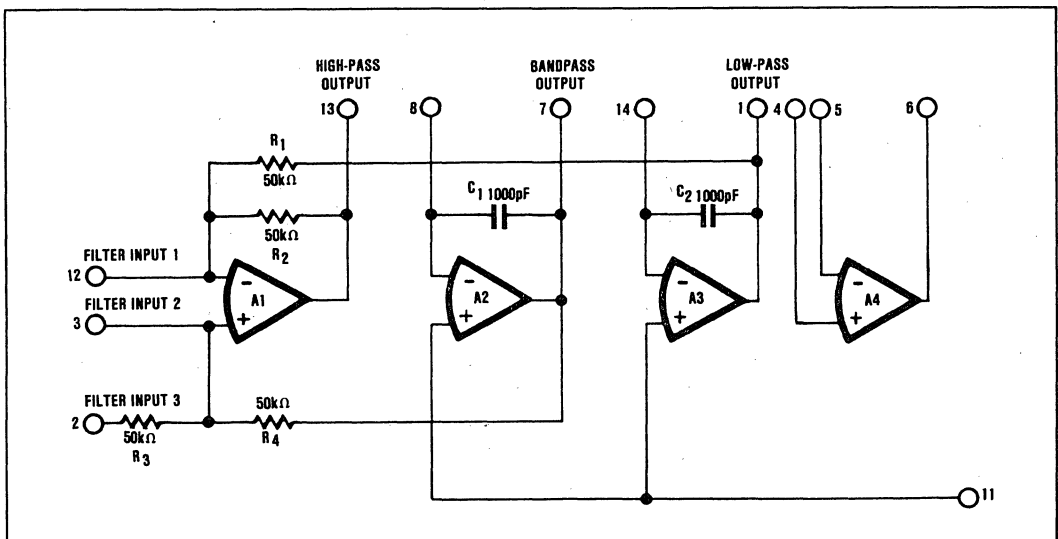 HIGH-PASS
OUTPUT
BANDPASS
OUTPUT
LOW-PASS
OUTPUT
13
8
7
14
1
4
5
6
R1
50kΩ
C1 1000pF
C2 1000pF
50kΩ
R2
FILTER INPUT 1
12
−
A1
+
−
A2
+
−
A3
+
−
A4
+
FILTER INPUT 2
3
FILTER INPUT 3
2
50kΩ
R3
50kΩ
R4
11